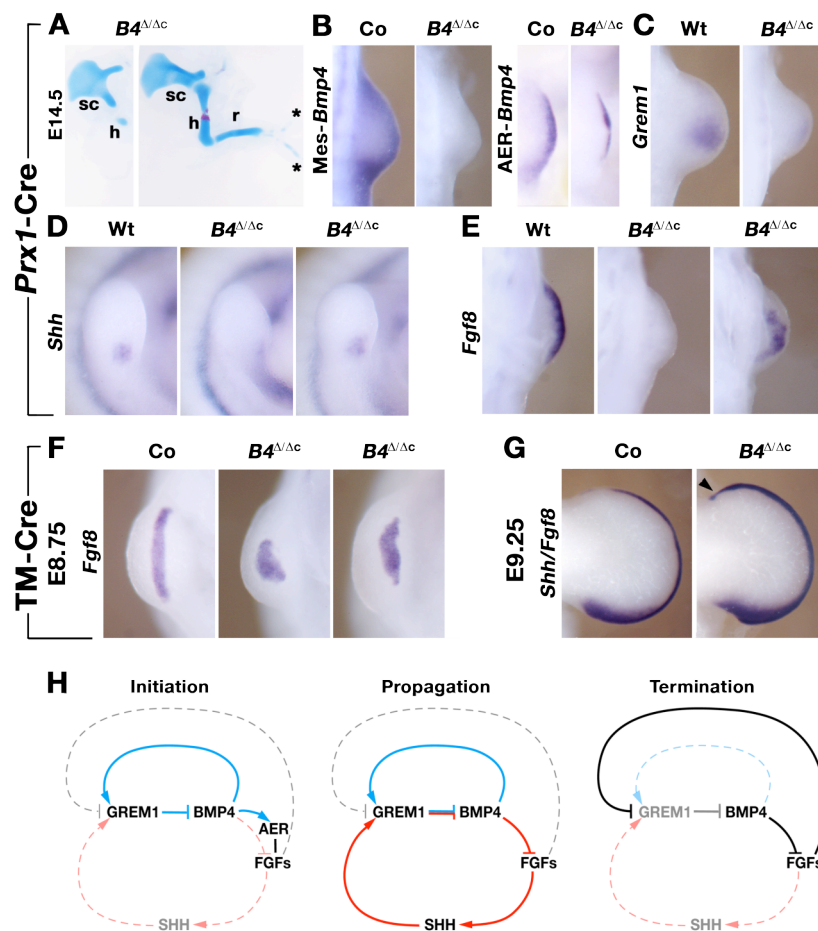 A B C
B4Δ/Δc Co B4Δ/Δc Co B4Δ/Δc Wt B4Δ/Δc
Prx1-Cre
E14.5
sc
h
sc
h
r
*
*
Mes-Bmp4
AER-Bmp4
Grem1
D E
Wt B4Δ/Δc B4Δ/Δc Wt B4Δ/Δc B4Δ/Δc
Shh
Fgf8
TM-Cre
F G
Co B4Δ/Δc B4Δ/Δc Co B4Δ/Δc
E8.75
Fgf8
E9.25
Shh/Fgf8
H
Initiation Propagation Termination
GREM1 BMP4 GREM1 BMP4 GREM1 BMP4
AER
FGFs FGFs FGFs
SHH SHH SHH